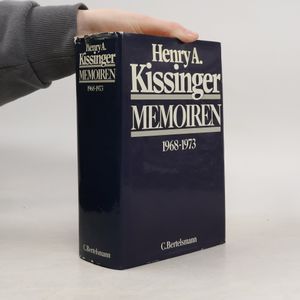 Henry A.
Kissinger
MEMOIREN
1968-1973
C. Bertelsmann
Henry A.
Kissinger
MEMOIREN
1968-1973
C. Bertelsmann